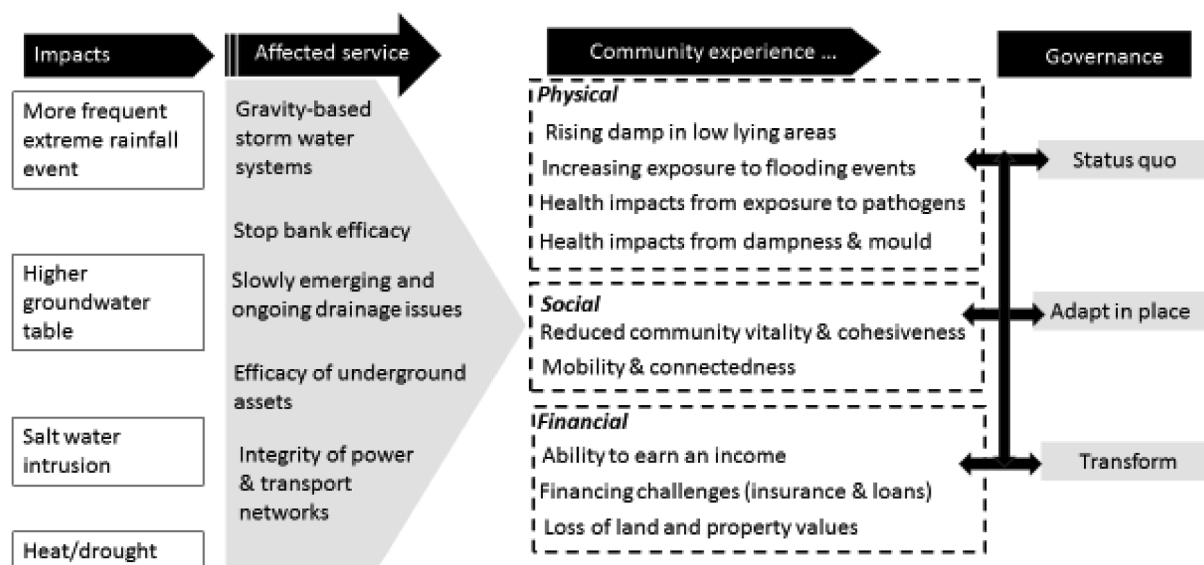 Impacts
Affected service
Community experience ...
Governance
More frequent
extreme rainfall
event
Higher
groundwater
table
Salt water
intrusion
Heat/drought
Gravity-based
storm water
systems
Stop bank efficacy
Slowly emerging and
ongoing drainage issues
Efficacy of underground
assets
Integrity of power
& transport
networks
Physical
Rising damp in low lying areas
Increasing exposure to flooding events
Health impacts from exposure to pathogens
Health impacts from dampness & mould
Social
Reduced community vitality & cohesiveness
Mobility & connectedness
Financial
Ability to earn an income
Financing challenges (insurance & loans)
Loss of land and property values
Status quo
Adapt in place
Transform